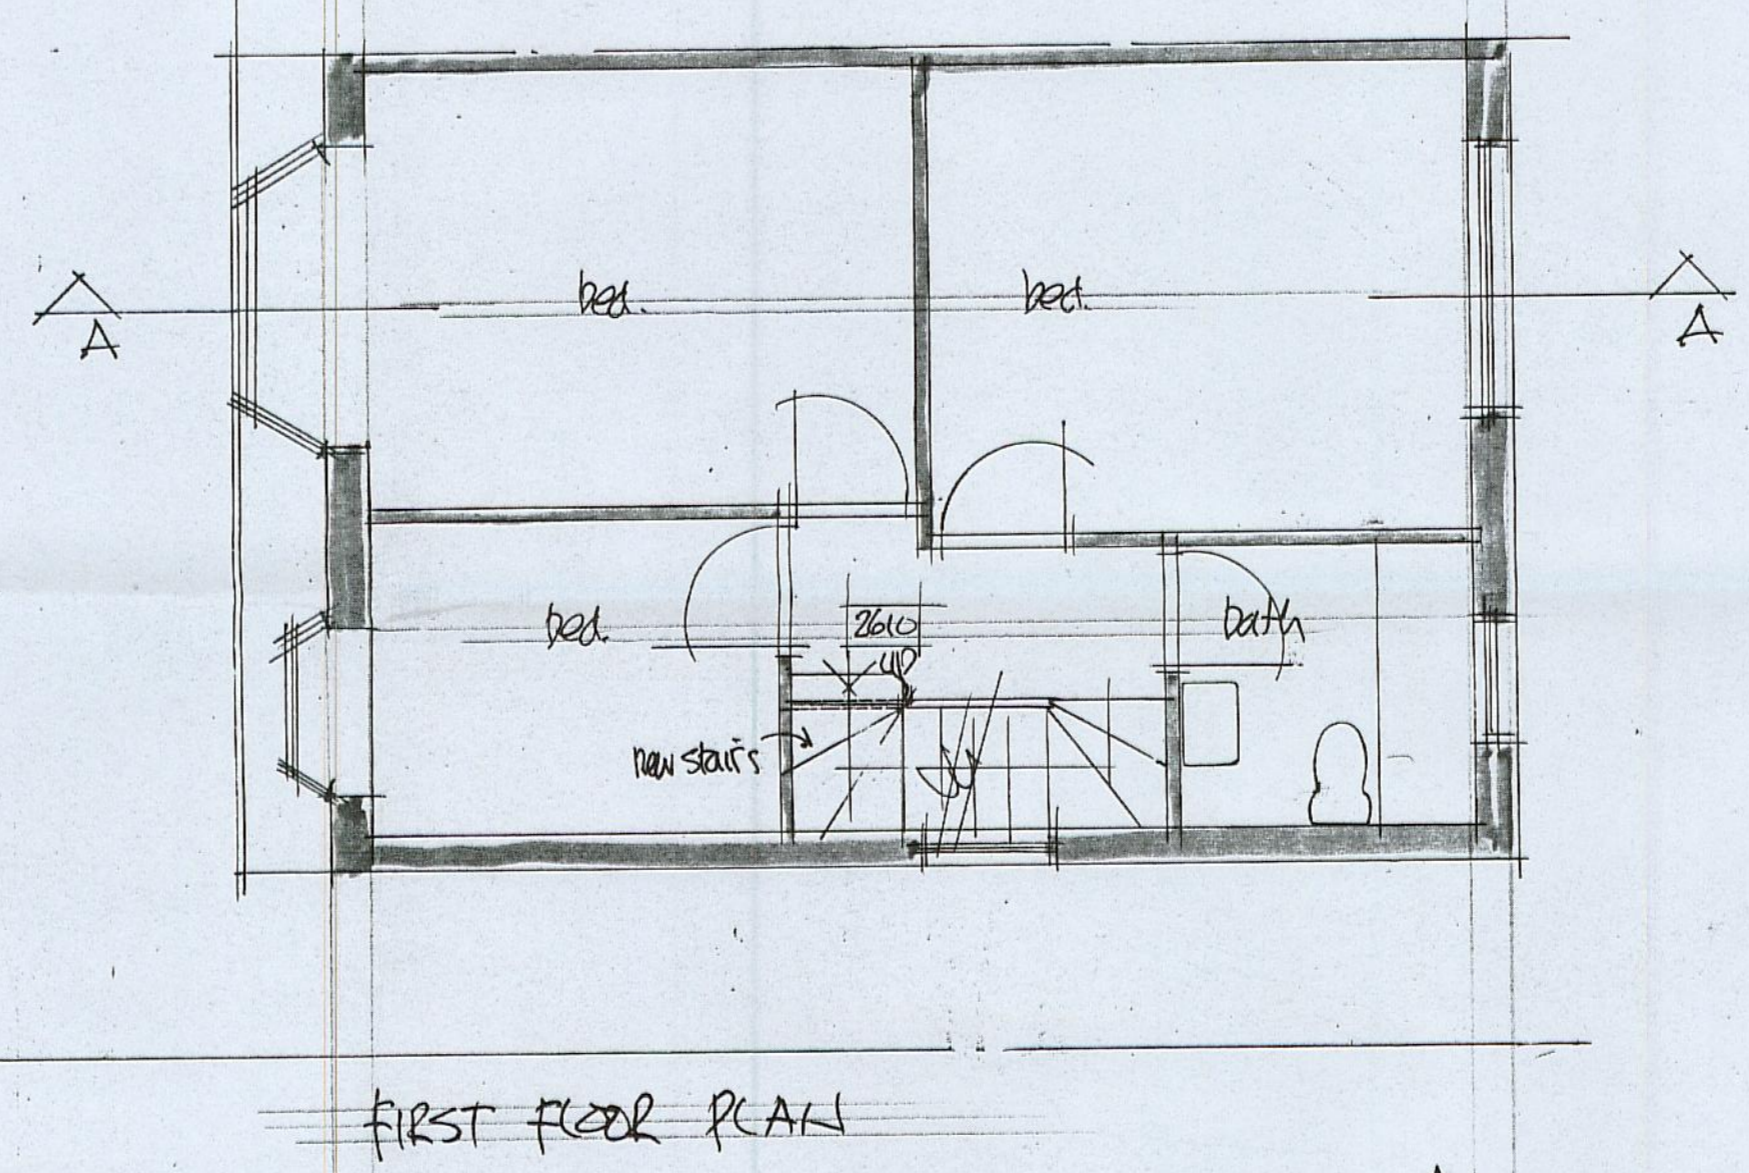 bed.
bed.
A
A
bed.
2610
bath
up
new stairs
FIRST FLOOR PLAN